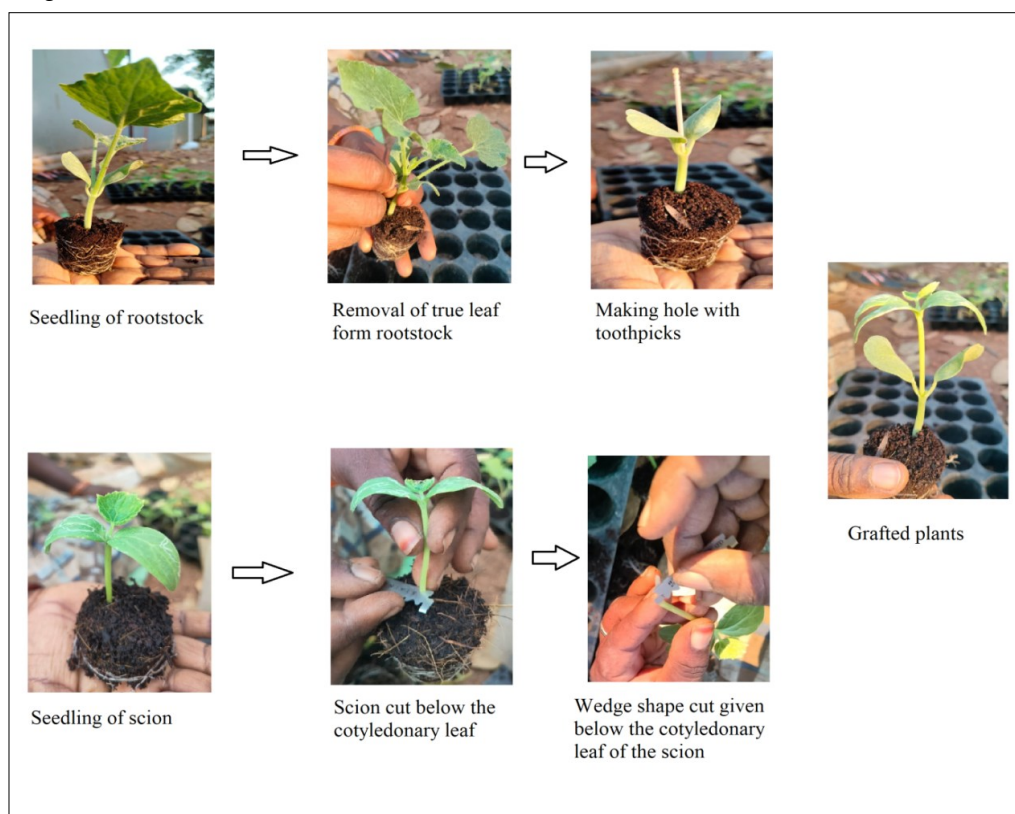 Seedling of rootstock
Removal of true leaf
form rootstock
Making hole with
toothpicks
Grafted plants
Seedling of scion
Scion cut below the
cotyledonary leaf
Wedge shape cut given
below the cotyledonary
leaf of the scion